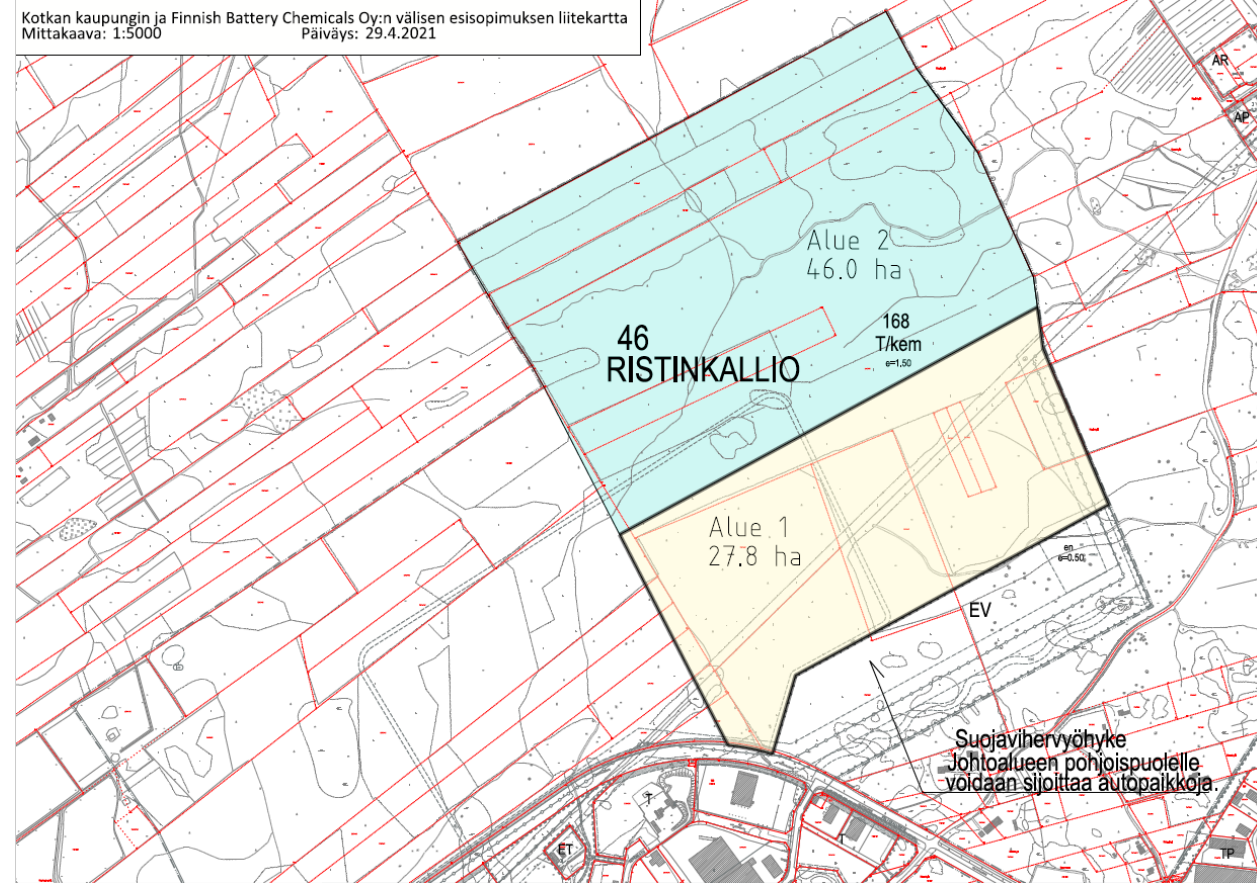 Kotkan kaupungin ja Finnish Battery Chemicals Oy:n välisen esisopimuksen liitekartta
Mittakaava: 1:5000 Päiväys: 29.4.2021
AR
AP
Alue 2
46.0 ha
46
RISTINKALLIO
168
T/kem
e=1.50
Alue 1
27.8 ha
en
e=0.50
EV
Suojavihervyöhyke
Johtoalueen pohjoispuolelle
voidaan sijoittaa autopaikkoja.
T
T
ET
TP